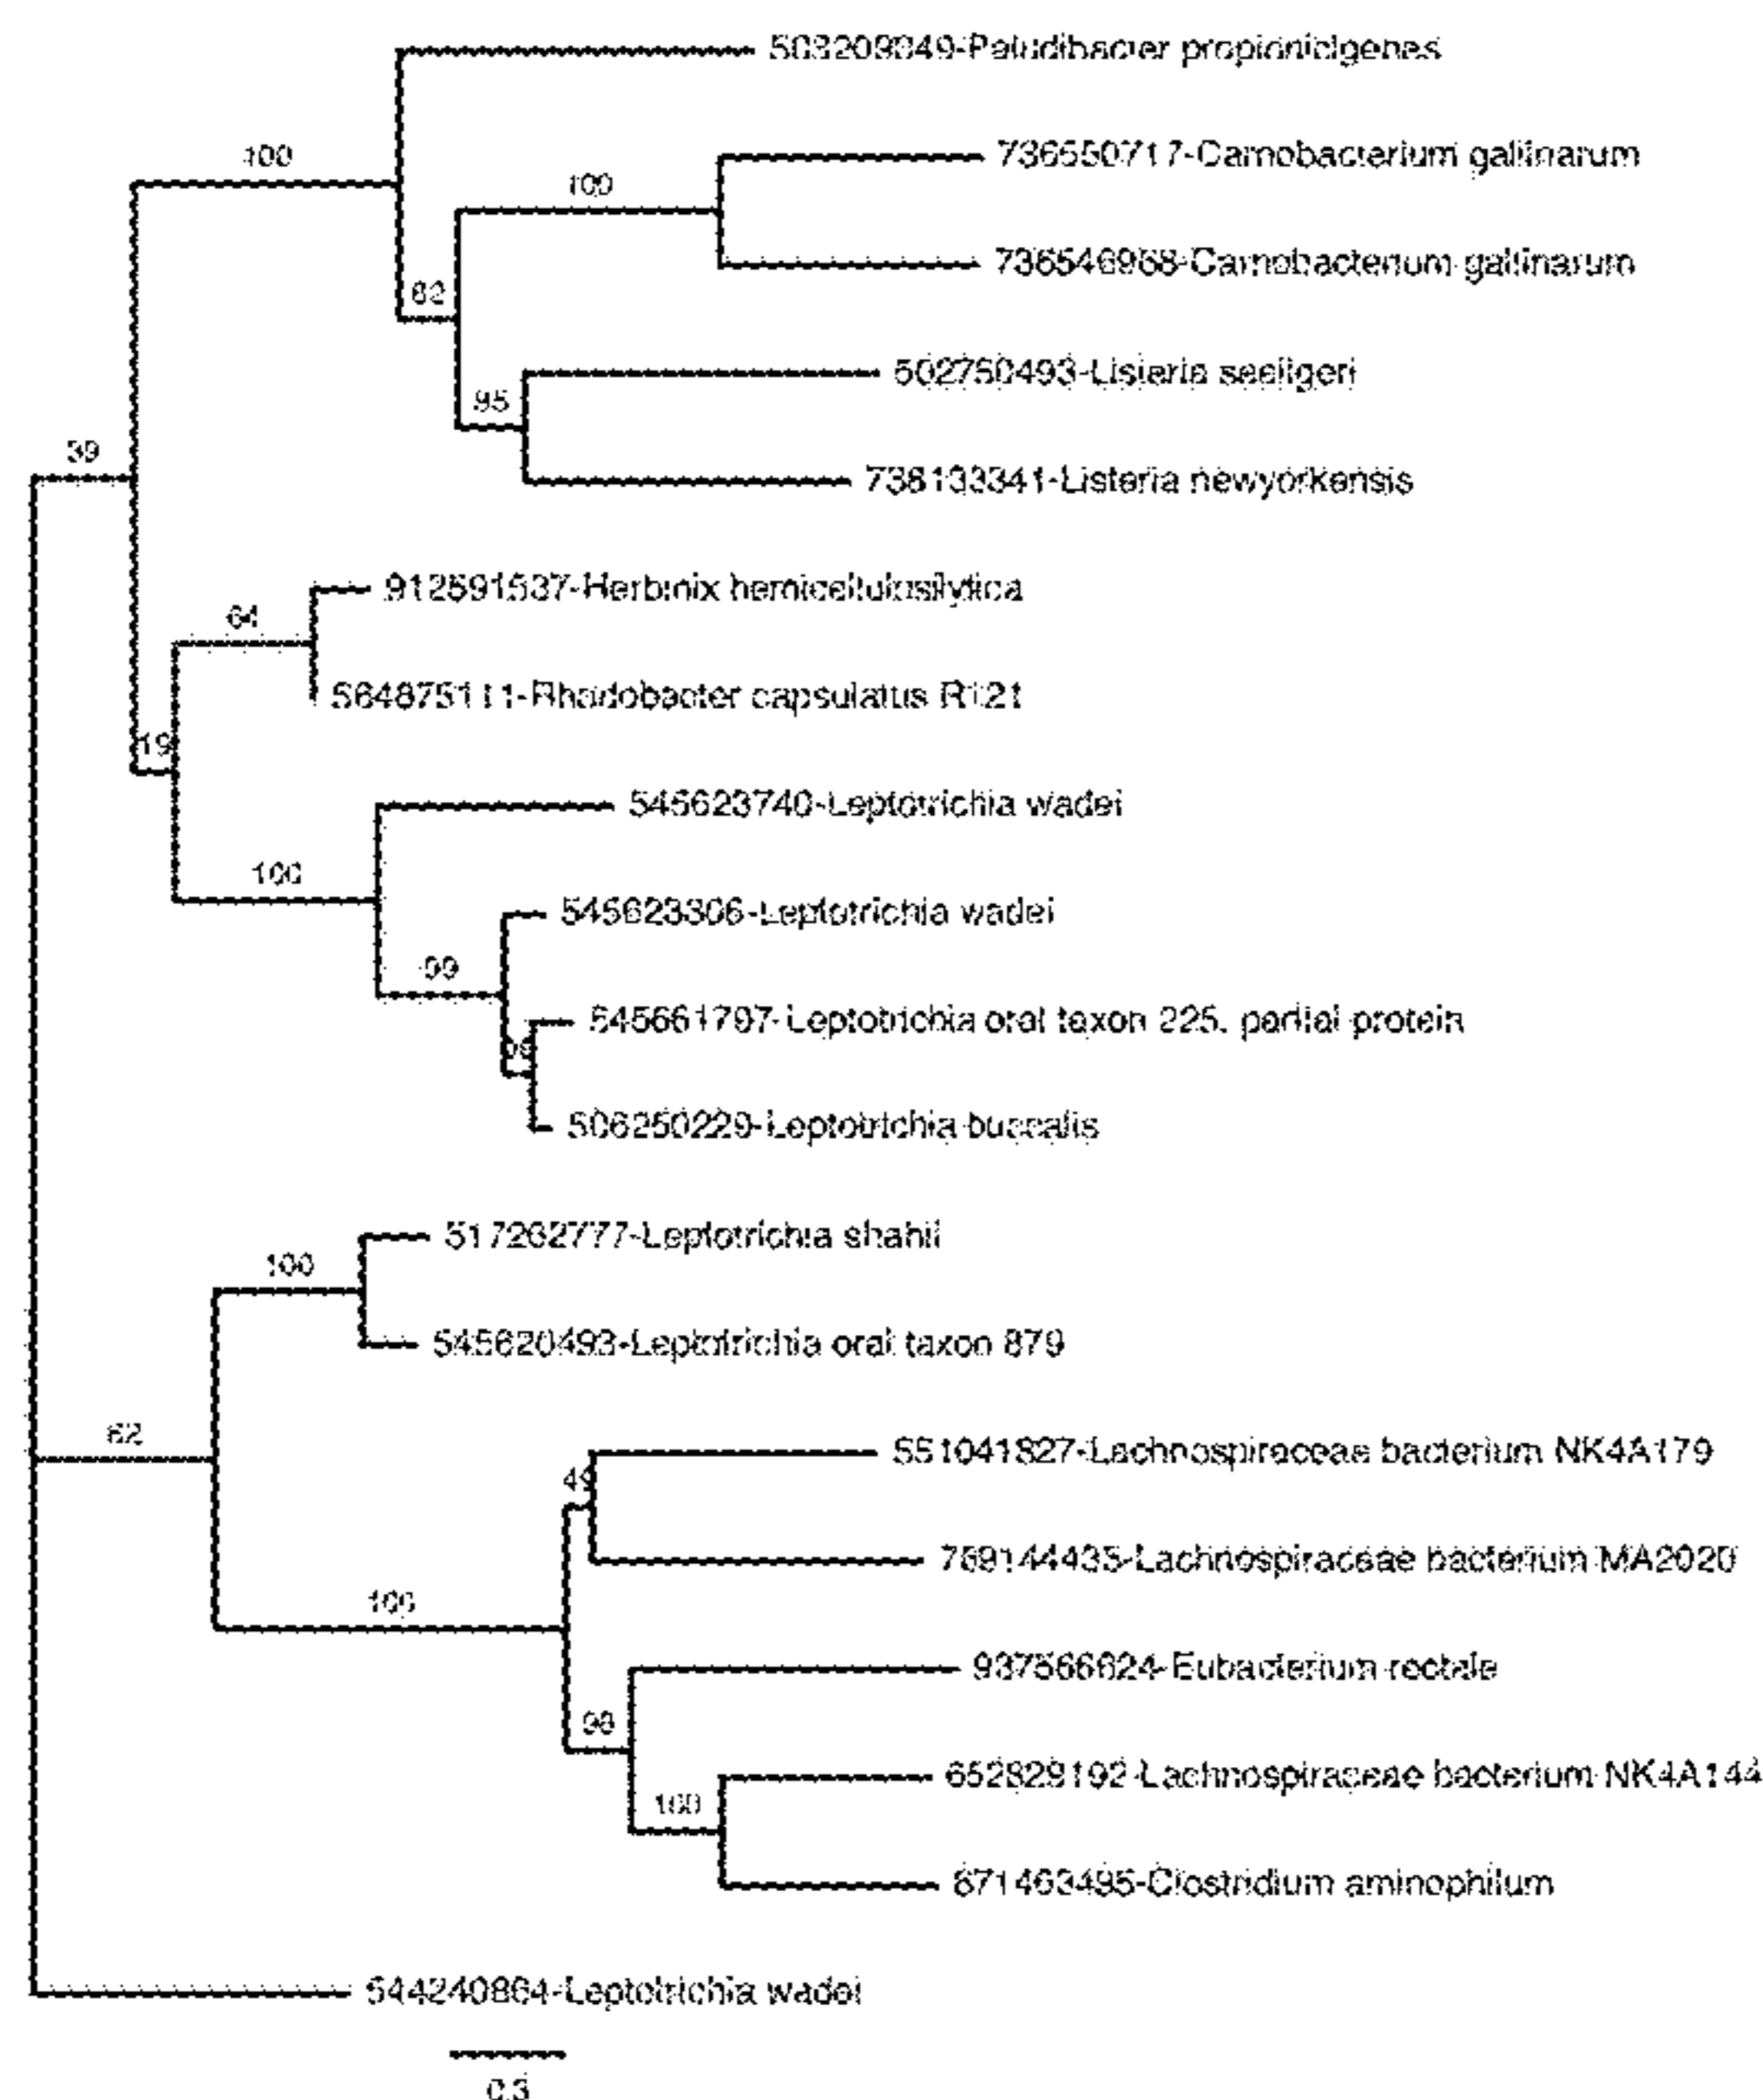 503208949-Paludibacter propionicigenes
736550717-Carnobacterium gallinarum
100
100
736546968-Carnobacterium gallinarum
82
502750493-Listeria seeligeri
95
39
738133341-Listeria newyorkensis
912591537-Herbinix hemicellulosilytica
64
564875111-Rhodobacter capsulatus R121
19
545623740-Leptotrichia wadei
100
545623306-Leptotrichia wadei
99
545661797-Leptotrichia oral taxon 225, partial protein
506250229-Leptotrichia buccalis
517262777-Leptotrichia shahii
100
545620493-Leptotrichia oral taxon 879
62
551041827-Lachnospiraceae bacterium NK4A179
49
769144435-Lachnospiraceae bacterium MA2020
100
937566624-Eubacterium rectale
98
652828192-Lachnospiraceae bacterium NK4A144
100
671463495-Clostridium aminophilum
544240864-Leptotrichia wadei
0.3